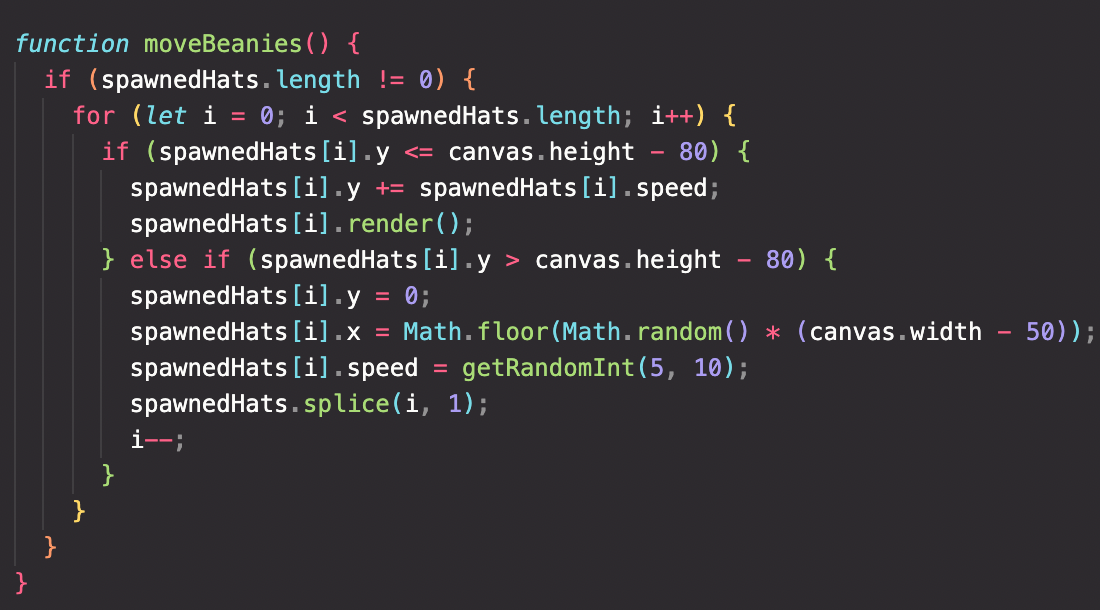 function moveBeanies() {
  if (spawnedHats.length != 0) {
    for (let i = 0; i < spawnedHats.length; i++) {
      if (spawnedHats[i].y <= canvas.height - 80) {
        spawnedHats[i].y += spawnedHats[i].speed;
        spawnedHats[i].render();
      } else if (spawnedHats[i].y > canvas.height - 80) {
        spawnedHats[i].y = 0;
        spawnedHats[i].x = Math.floor(Math.random() * (canvas.width - 50));
        spawnedHats[i].speed = getRandomInt(5, 10);
        spawnedHats.splice(i, 1);
        i--;
      }
    }
  }
}